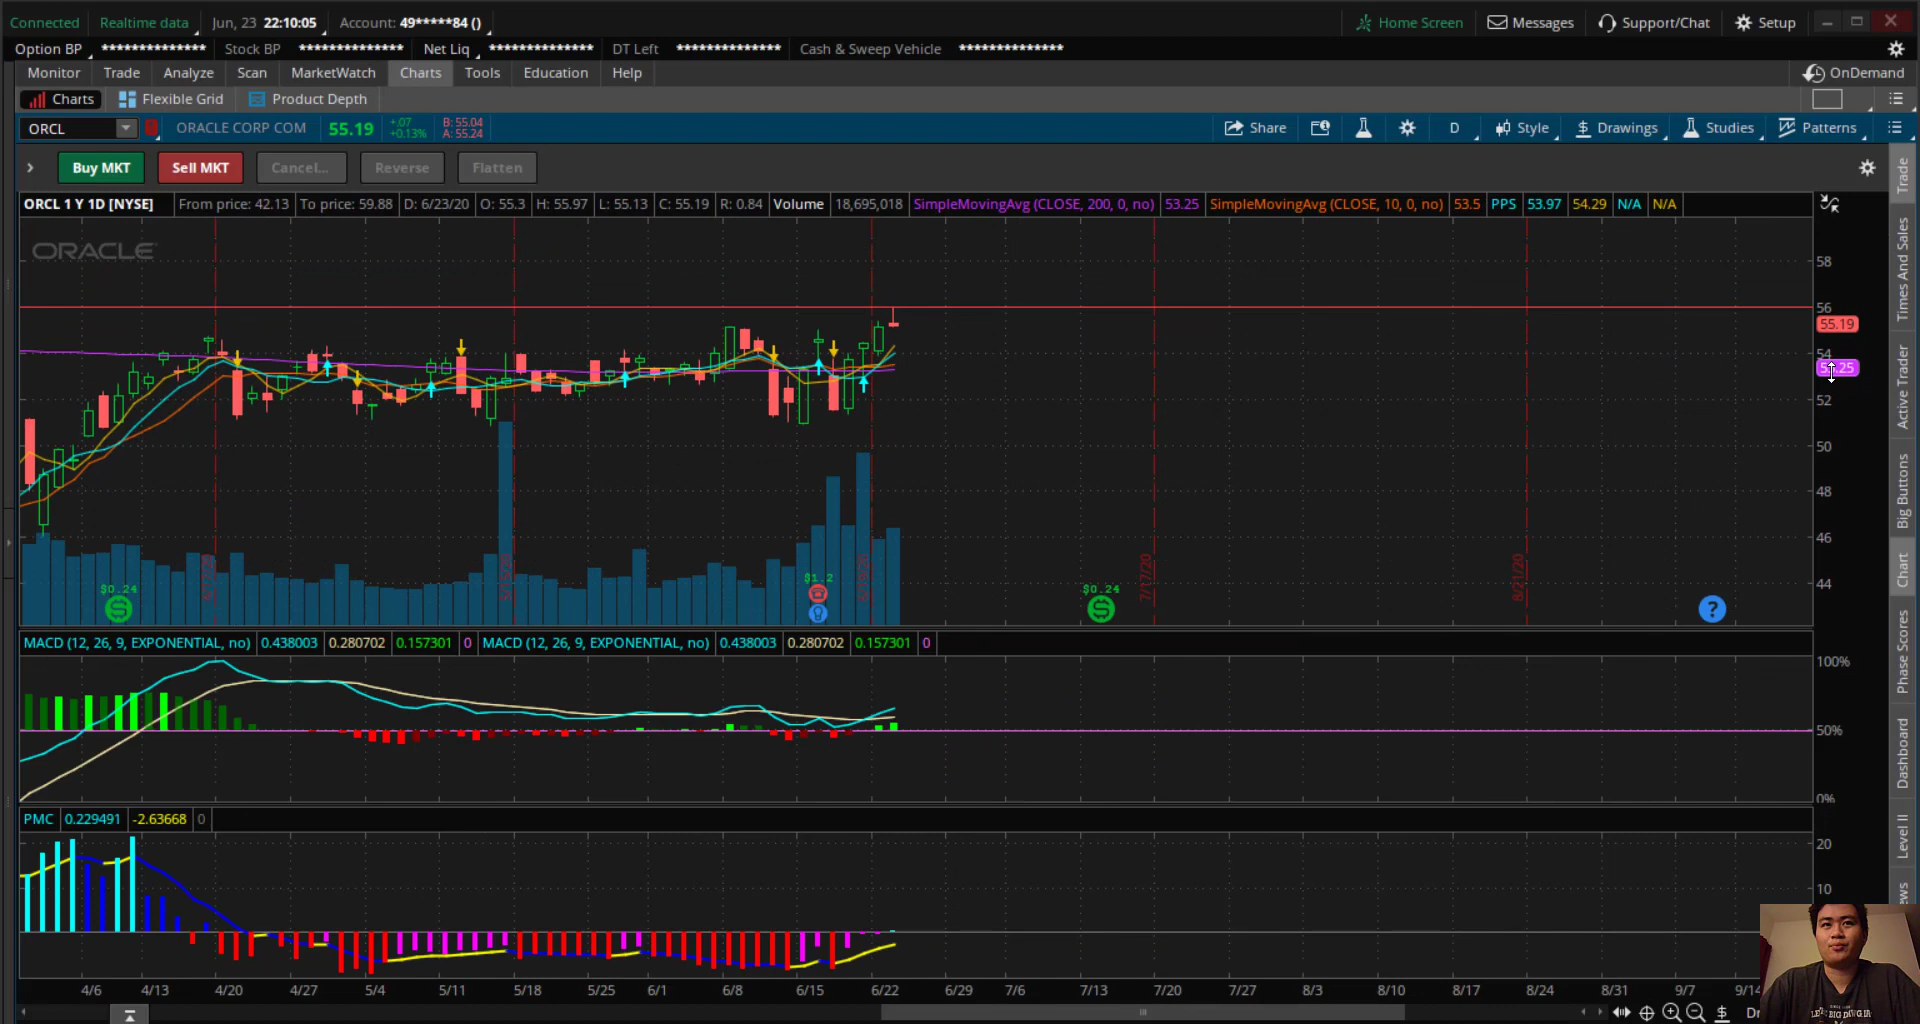 Connected Realtime data Jun, 23 22:10:05 Account: 49*****84 () Home Screen Messages Support/Chat Setup
Option BP ************** Stock BP ************** Net Liq ************** DT Left ************** Cash & Sweep Vehicle **************
Monitor Trade Analyze Scan MarketWatch Charts Tools Education Help OnDemand
Charts Flexible Grid Product Depth
ORCL ORACLE CORP COM 55.19 +.07 +0.13% B: 55.04 A: 55.24 Share D Style Drawings Studies Patterns
Buy MKT Sell MKT Cancel... Reverse Flatten
ORCL 1 Y 1D [NYSE] From price: 42.13 To price: 59.88 D: 6/23/20 O: 55.3 H: 55.97 L: 55.13 C: 55.19 R: 0.84 Volume 18,695,018 SimpleMovingAvg (CLOSE, 200, 0, no) 53.25 SimpleMovingAvg (CLOSE, 10, 0, no) 53.5 PPS 53.97 54.29 N/A N/A
ORACLE
58
56
55.19
54
52
50
48
46
44
$0.24 $1.2 $0.24
7/17/20 8/21/20
MACD (12, 26, 9, EXPONENTIAL, no) 0.438003 0.280702 0.157301 0 MACD (12, 26, 9, EXPONENTIAL, no) 0.438003 0.280702 0.157301 0
100%
50%
0%
PMC 0.229491 -2.63668 0
20
10
4/6 4/13 4/20 4/27 5/4 5/11 5/18 5/25 6/1 6/8 6/15 6/22 6/29 7/6 7/13 7/20 7/27 8/3 8/10 8/17 8/24 8/31 9/7 9/14
Trade
Times And Sales
Active Trader
Big Buttons
Chart
Phase Scores
Dashboard
Level II